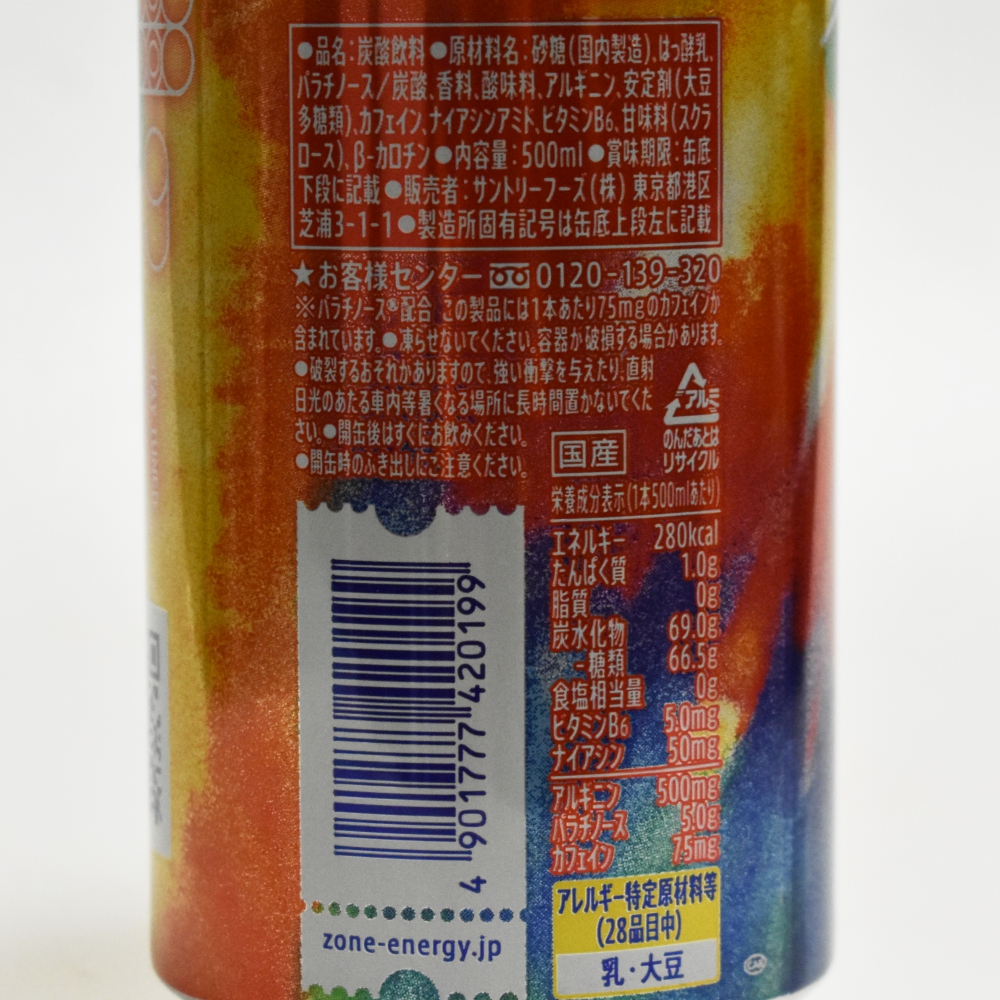 ●品名：炭酸飲料●原材料名：砂糖（国内製造）、はっ酵乳、
パラチノース／炭酸、香料、酸味料、アルギニン、安定剤（大豆
多糖類）、カフェイン、ナイアシンアミド、ビタミンB₆、甘味料（スクラ
ロース）、β-カロチン●内容量：500ml●賞味期限：缶底
下段に記載●販売者：サントリーフーズ（株）東京都港区
芝浦3-1-1●製造所固有記号は缶底上段左に記載
★お客様センター 0120-139-320
※パラチノース®配合 この製品には1本あたり75mgのカフェインが
含まれています。●凍らせないでください。容器が破損する場合があります。
●破裂するおそれがありますので、強い衝撃を与えたり、直射
日光のあたる車内等暑くなる場所に長時間置かないでくだ
さい。●開缶後はすぐにお飲みください。
●開缶時のふき出しにご注意ください。
アルミ
のんだあとは
リサイクル
国産
栄養成分表示（1本500mlあたり）
エネルギー 280kcal
たんぱく質 1.0g
脂質 0g
炭水化物 69.0g
-糖類 66.5g
食塩相当量 0g
ビタミンB₆ 5.0mg
ナイアシン 50mg
アルギニン 500mg
パラチノース 5.0g
カフェイン 75mg
アレルギー特定原材料等
（28品目中）
乳・大豆
4 901777 420199
zone-energy.jp